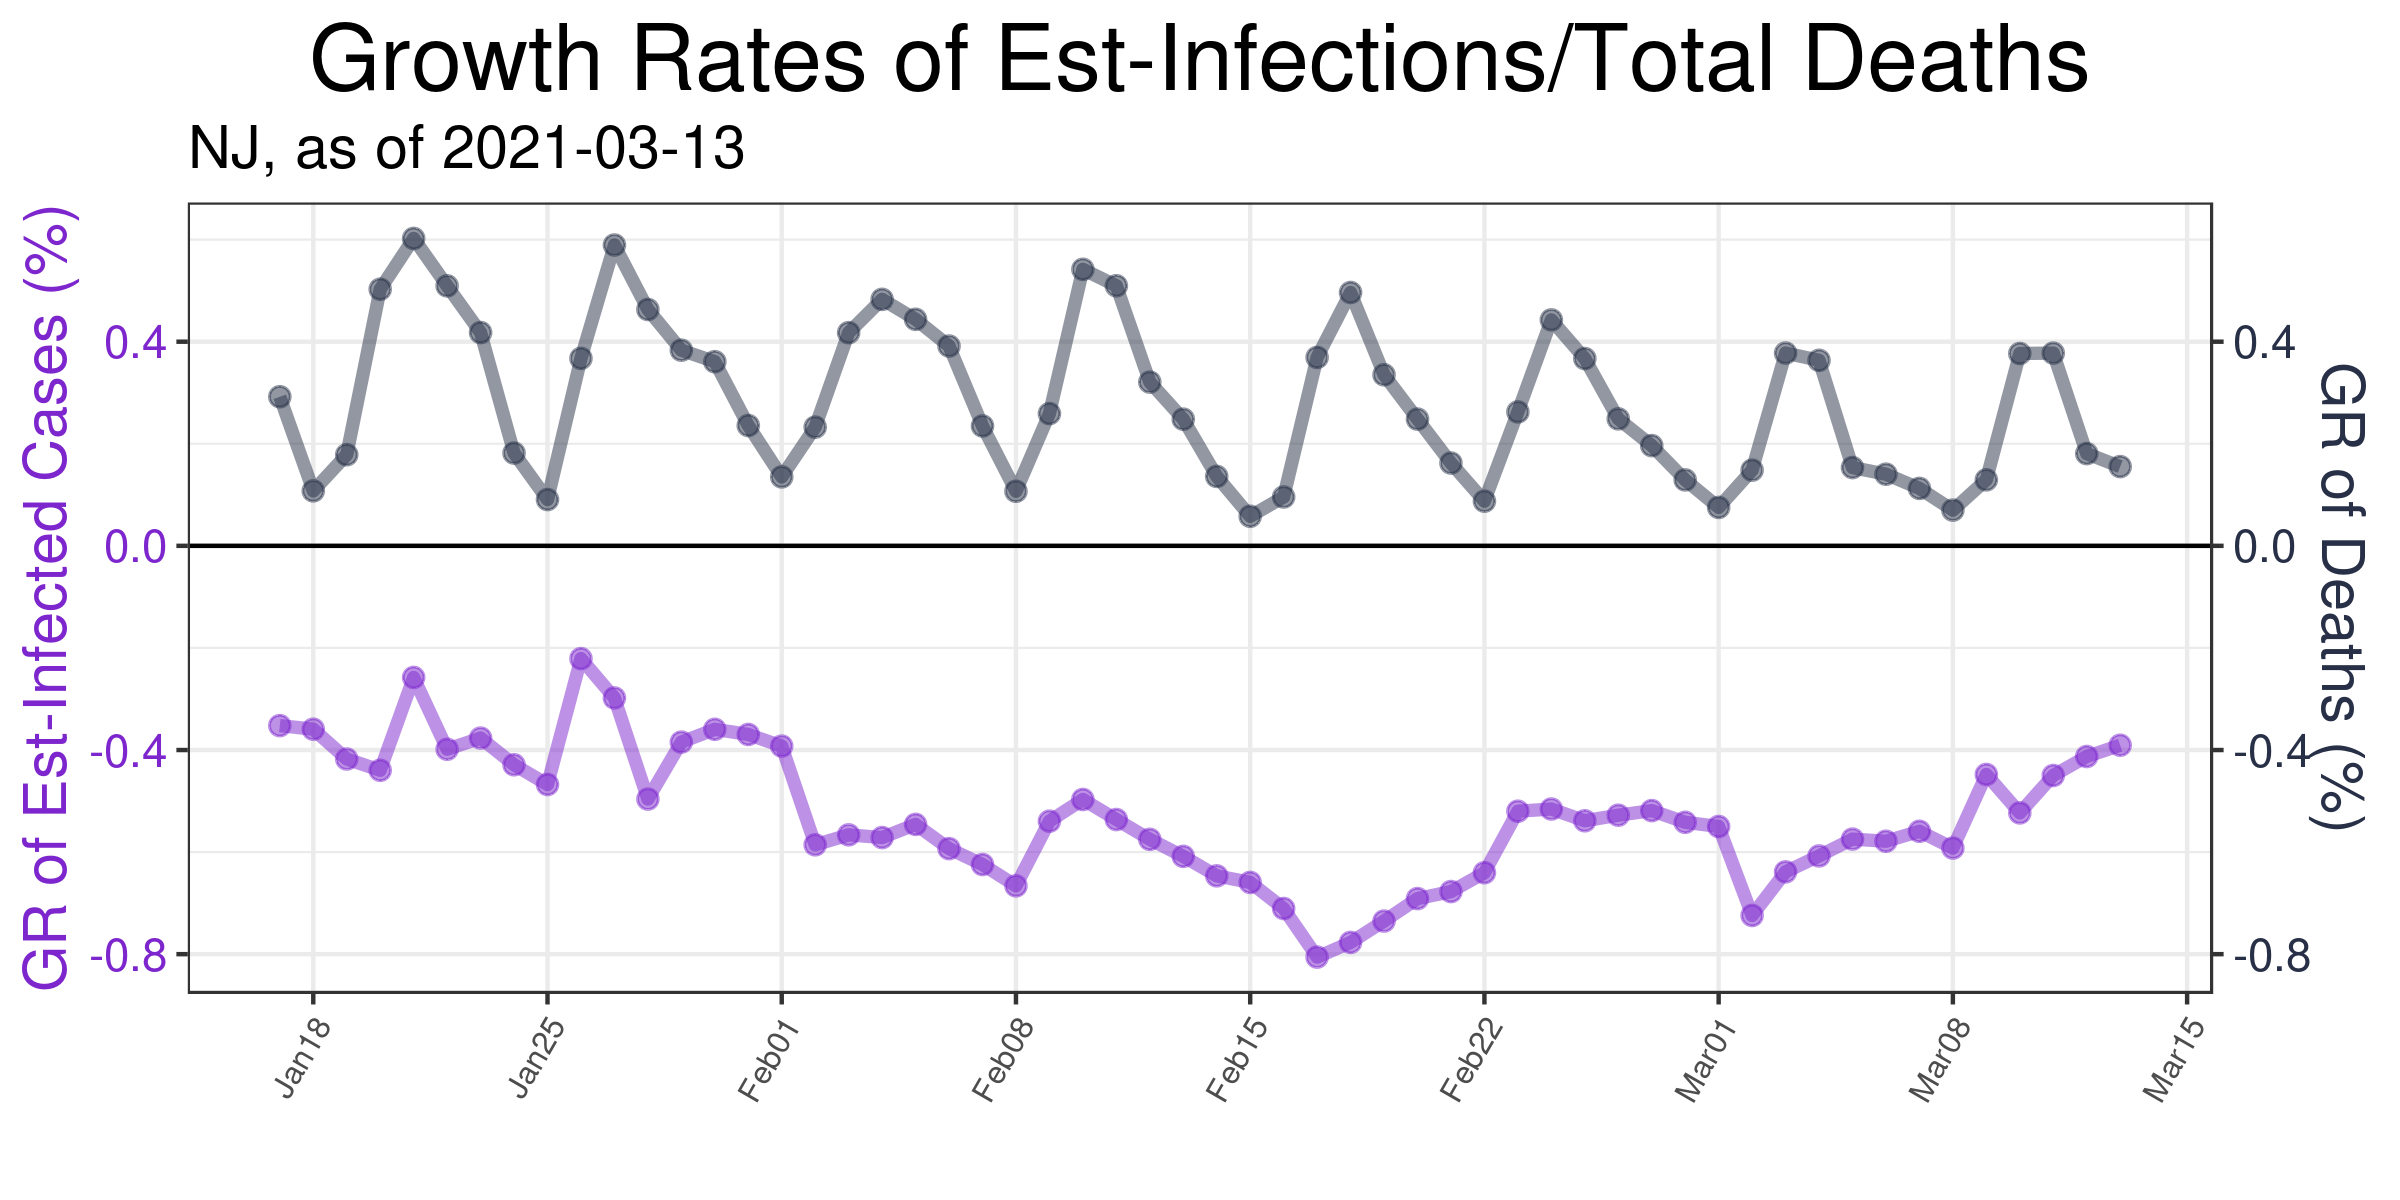 Growth Rates of Est-Infections/Total Deaths
NJ, as of 2021-03-13
GR of Est-Infected Cases (%)
0.4
0.0
-0.4
-0.8
0.4
0.0
-0.4
-0.8
GR of Deaths (%)
Jan18
Jan25
Feb01
Feb08
Feb15
Feb22
Mar01
Mar08
Mar15